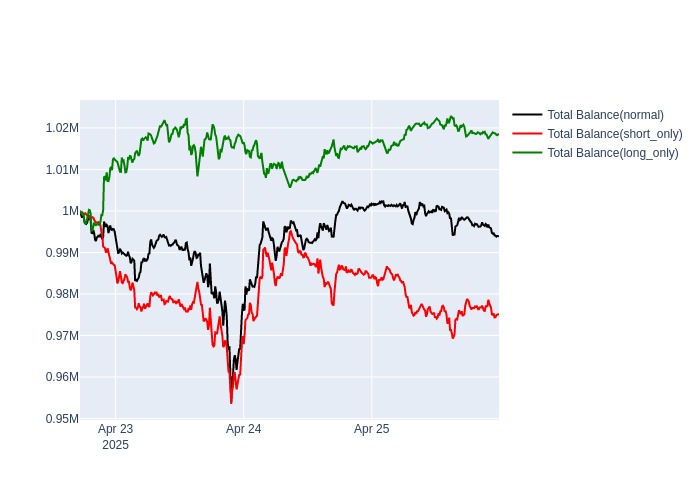 Total Balance(normal)
Total Balance(short_only)
Total Balance(long_only)
1.02M
1.01M
1M
0.99M
0.98M
0.97M
0.96M
0.95M
Apr 23
2025
Apr 24
Apr 25